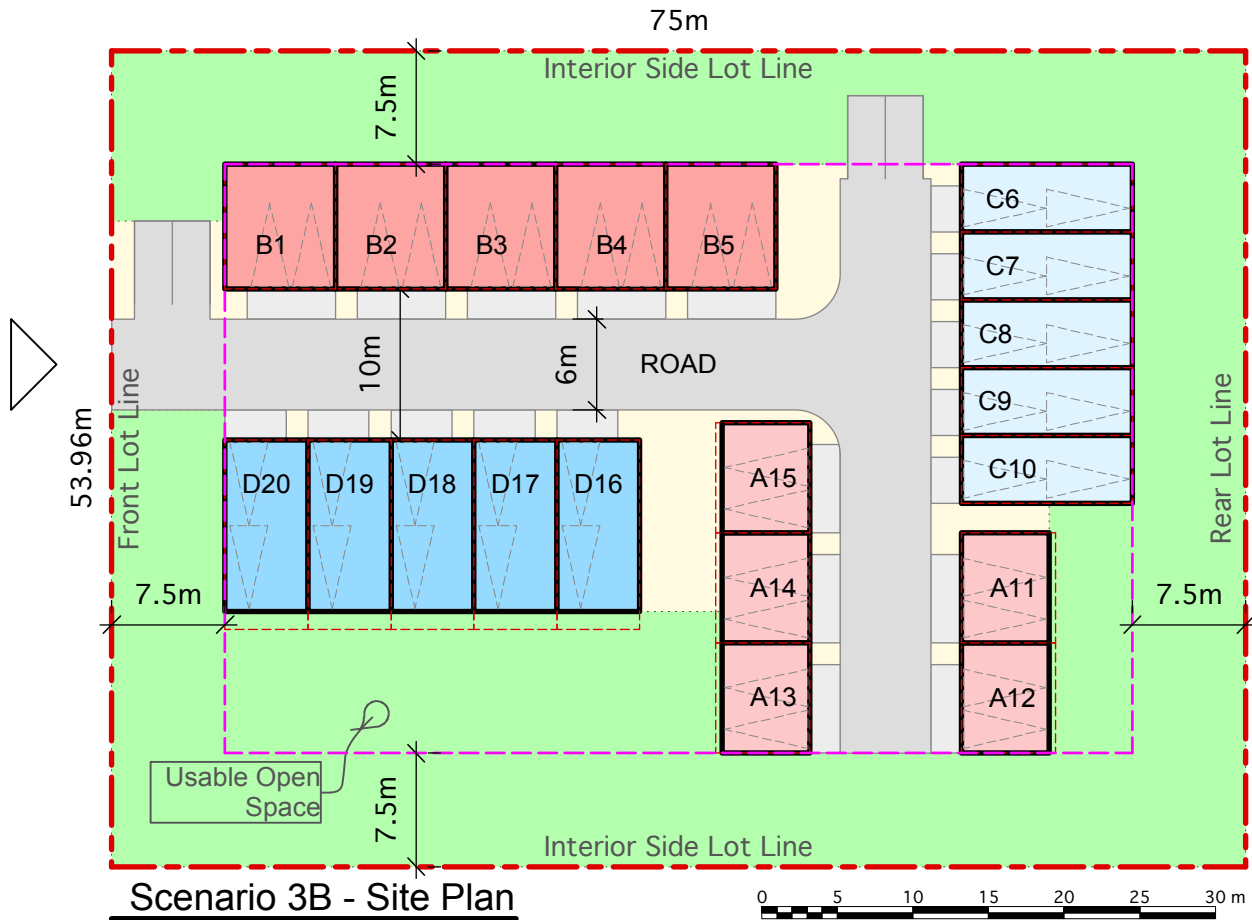 75m
Interior Side Lot Line
7.5m
B1
B2
B3
B4
B5
C6
C7
C8
C9
C10
10m
6m
ROAD
53.96m
Front Lot Line
Rear Lot Line
D20
D19
D18
D17
D16
A15
A14
A13
A11
A12
7.5m
7.5m
Usable Open
Space
7.5m
Interior Side Lot Line
Scenario 3B - Site Plan
0 5 10 15 20 25 30 m